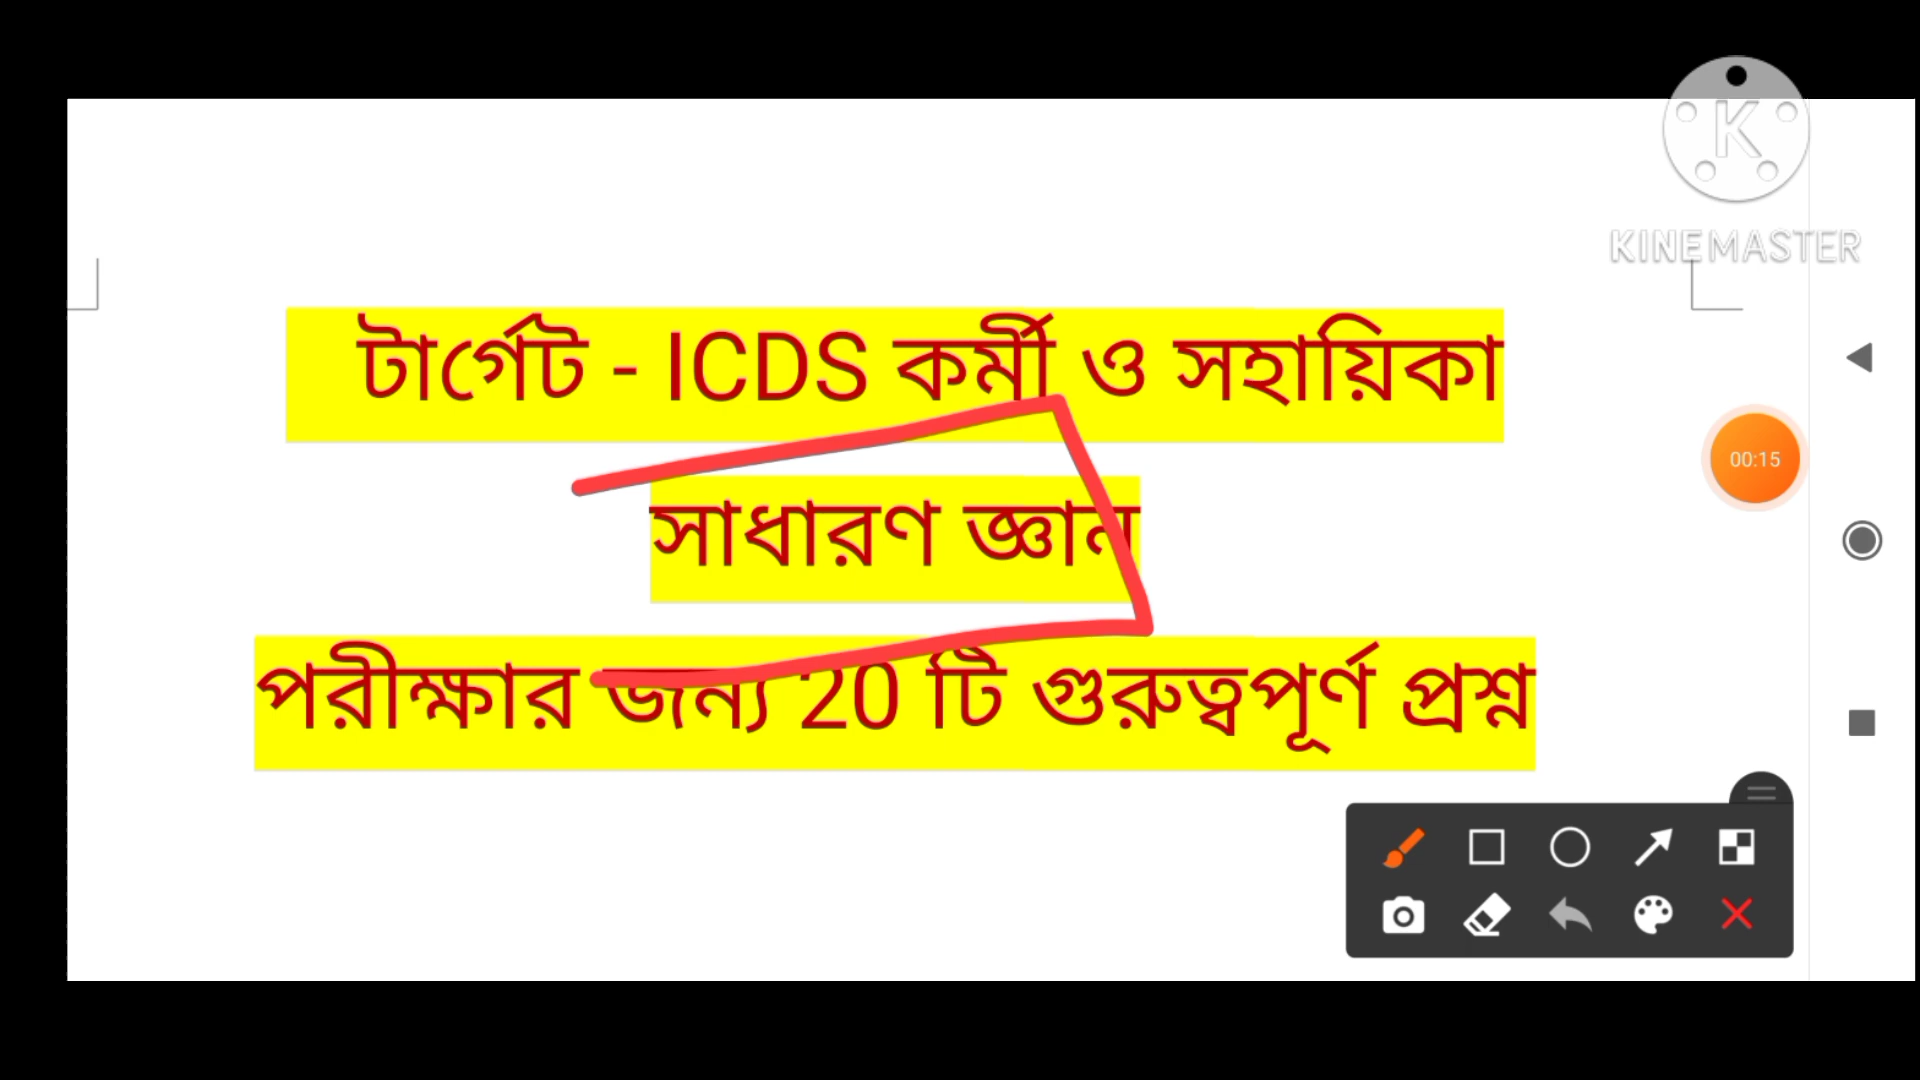 KINEMASTER
টার্গেট - ICDS কর্মী ও সহায়িকা
00:15
সাধারণ জ্ঞান
পরীক্ষার জন্য 20 টি গুরুত্বপূর্ণ প্রশ্ন